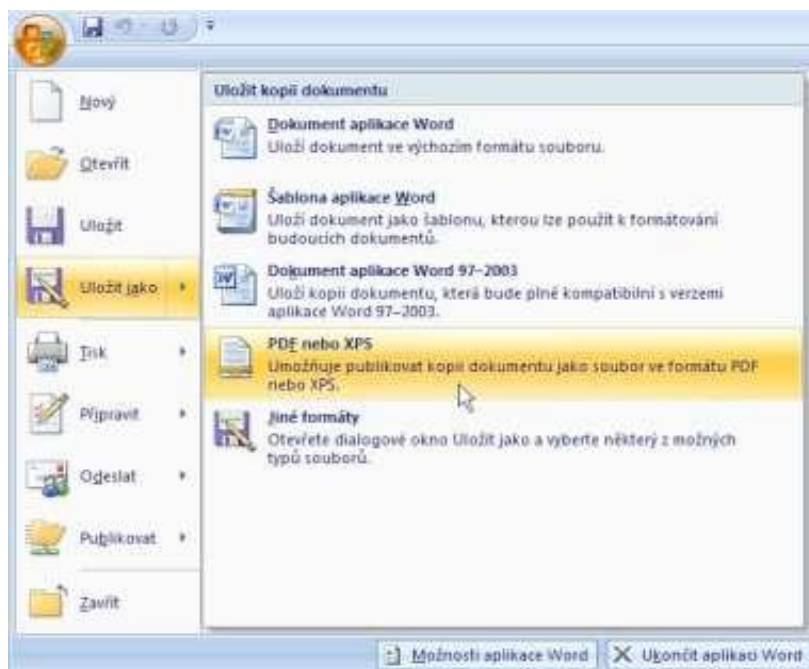 Nový
Otevřít
Uložit
Uložit jako
Tisk
Připravit
Odeslat
Publikovat
Zavřít
Uložit kopii dokumentu
Dokument aplikace Word
Uloží dokument ve výchozím formátu souboru.
Šablona aplikace Word
Uloží dokument jako šablonu, kterou lze použít k formátování
budoucích dokumentů.
Dokument aplikace Word 97–2003
Uloží kopii dokumentu, která bude plně kompatibilní s verzemi
aplikace Word 97–2003.
PDF nebo XPS
Umožňuje publikovat kopii dokumentu jako soubor ve formátu PDF
nebo XPS.
Jiné formáty
Otevřete dialogové okno Uložit jako a vyberte některý z možných
typů souborů.
Možnosti aplikace Word
Ukončit aplikaci Word